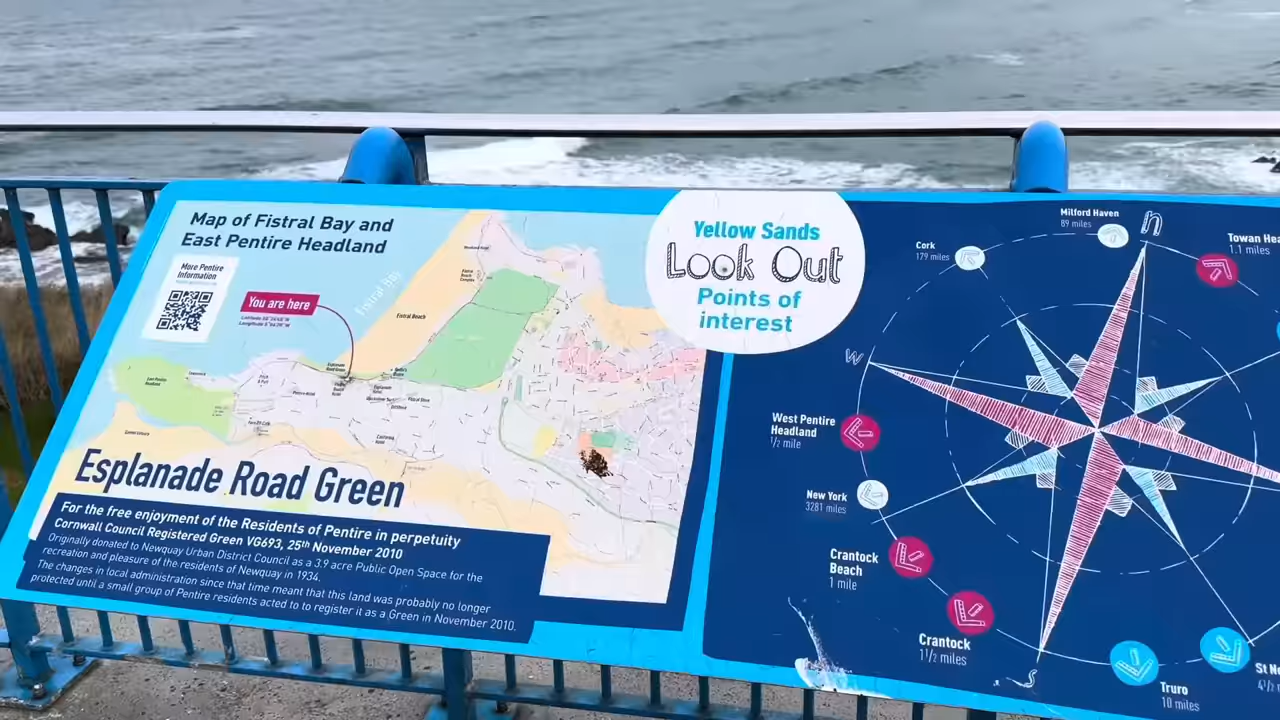 Map of Fistral Bay and
East Pentire Headland
More Pentire
Information
You are here
Fistral Bay
Fistral Beach
Esplanade Road Green
For the free enjoyment of the Residents of Pentire in perpetuity
Cornwall Council Registered Green VG693, 25th November 2010
Originally donated to Newquay Urban District Council as a 3.9 acre Public Open Space for the
recreation and pleasure of the residents of Newquay in 1934.
The changes in local administration since that time meant that this land was probably no longer
protected until a small group of Pentire residents acted to to register it as a Green in November 2010.
Yellow Sands
Look Out
Points of
interest
Milford Haven
89 miles
n
Cork
179 miles
Towan Hea
1.1 miles
W
West Pentire
Headland
1/2 mile
New York
3281 miles
Crantock
Beach
1 mile
Crantock
1 1/2 miles
S
Truro
10 miles
St Ne
4 1/2 m